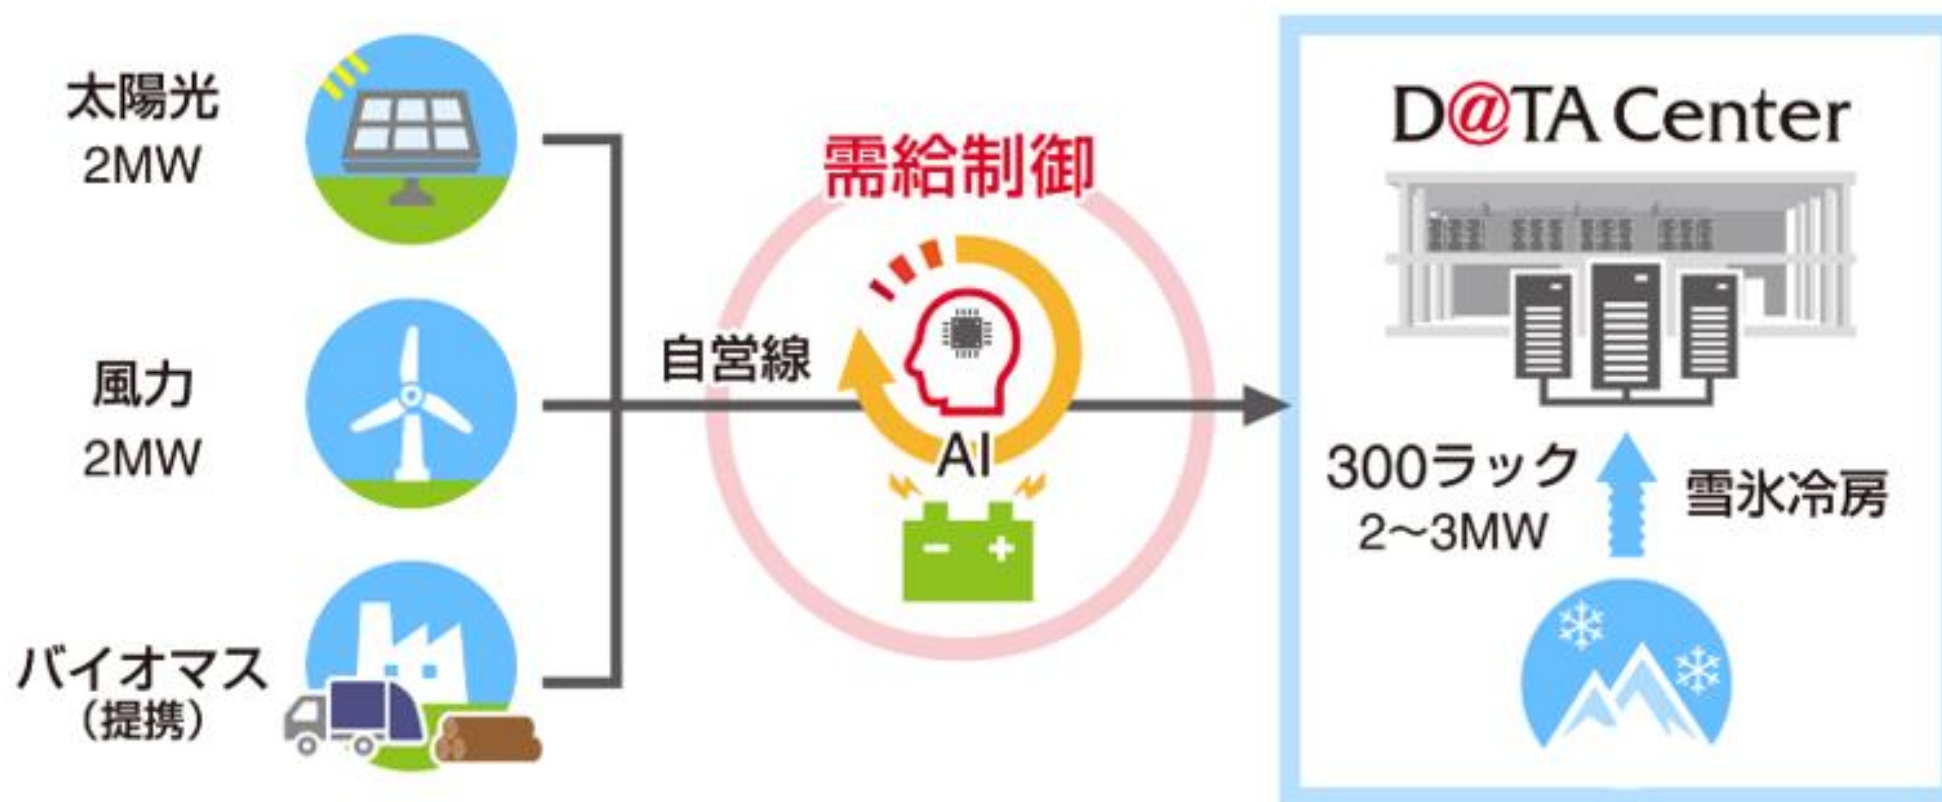 太陽光
2MW
風力
2MW
バイオマス
(提携)
自営線
需給制御
AI
− +
D@TA Center
300ラック
2〜3MW
雪氷冷房